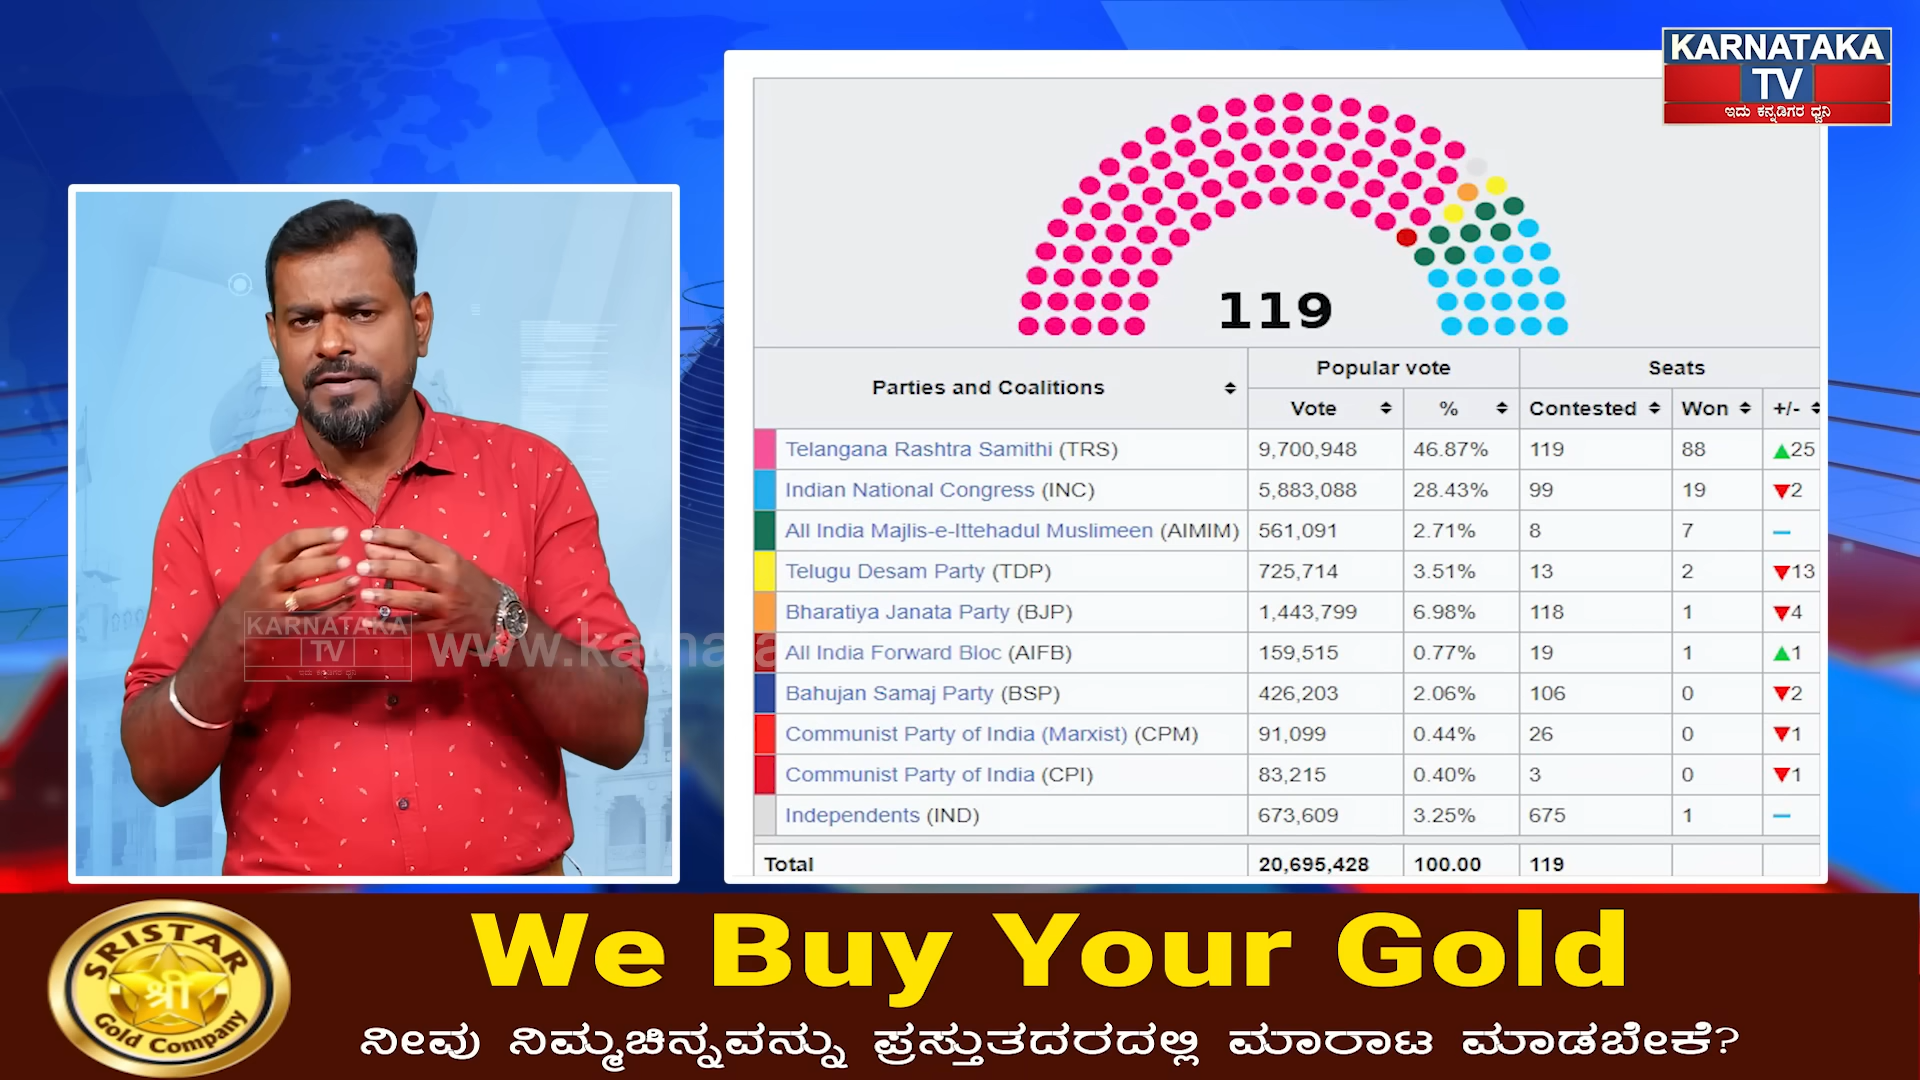 KARNATAKA
TV
ಇದು ಕನ್ನಡಿಗರ ಧ್ವನಿ
119
Parties and Coalitions Popular vote Seats
Vote % Contested Won +/-
Telangana Rashtra Samithi (TRS) 9,700,948 46.87% 119 88 ▲25
Indian National Congress (INC) 5,883,088 28.43% 99 19 ▼2
All India Majlis-e-Ittehadul Muslimeen (AIMIM) 561,091 2.71% 8 7 –
Telugu Desam Party (TDP) 725,714 3.51% 13 2 ▼13
Bharatiya Janata Party (BJP) 1,443,799 6.98% 118 1 ▼4
All India Forward Bloc (AIFB) 159,515 0.77% 19 1 ▲1
Bahujan Samaj Party (BSP) 426,203 2.06% 106 0 ▼2
Communist Party of India (Marxist) (CPM) 91,099 0.44% 26 0 ▼1
Communist Party of India (CPI) 83,215 0.40% 3 0 ▼1
Independents (IND) 673,609 3.25% 675 1 –
Total 20,695,428 100.00 119
KARNATAKA
TV
ಇದು ಕನ್ನಡಿಗರ ಧ್ವನಿ
SRISTAR
श्री
Gold Company
We Buy Your Gold
ನೀವು ನಿಮ್ಮಚಿನ್ನವನ್ನು ಪ್ರಸ್ತುತದರದಲ್ಲಿ ಮಾರಾಟ ಮಾಡಬೇಕೆ?